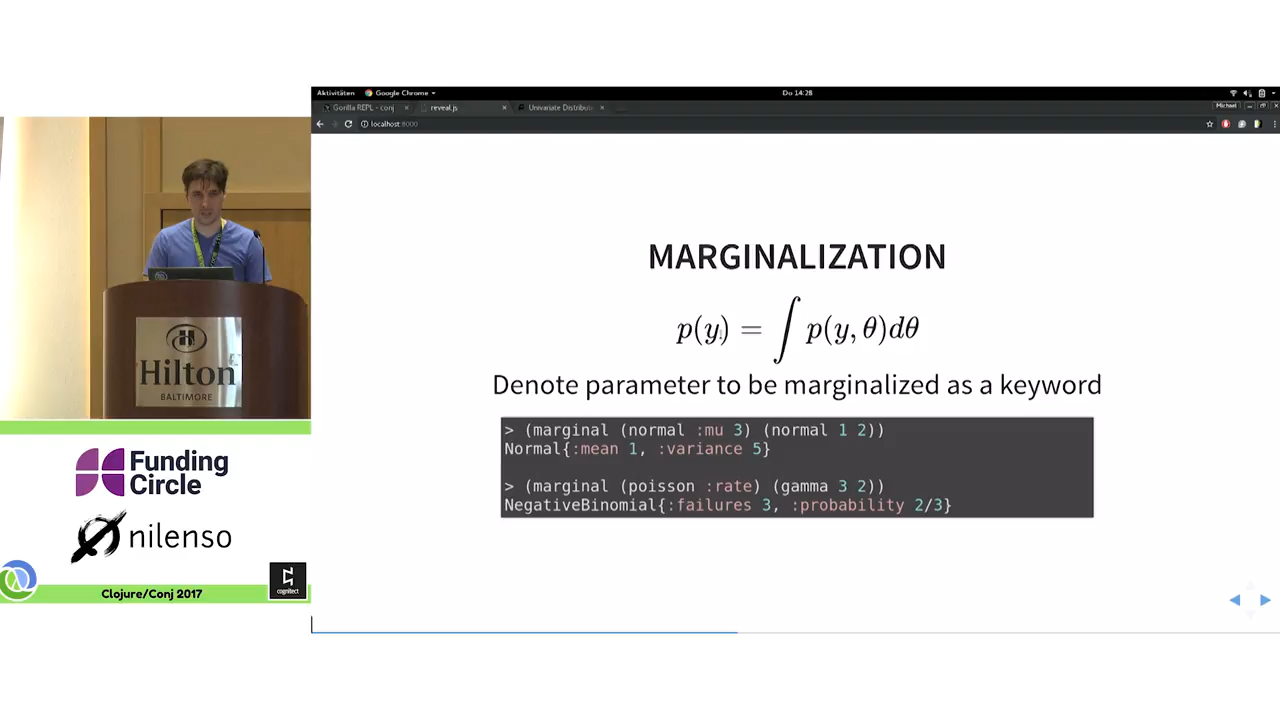 Aktivitäten Google Chrome Do 14:28
Gorilla REPL - conj × reveal.js × Univariate Distribut ×
Michael
localhost:8000
MARGINALIZATION
p(y) = ∫ p(y, θ)dθ
Denote parameter to be marginalized as a keyword
> (marginal (normal :mu 3) (normal 1 2))
Normal{:mean 1, :variance 5}
> (marginal (poisson :rate) (gamma 3 2))
NegativeBinomial{:failures 3, :probability 2/3}
Hilton
BALTIMORE
Funding
Circle
nilenso
Clojure/Conj 2017
cognitect